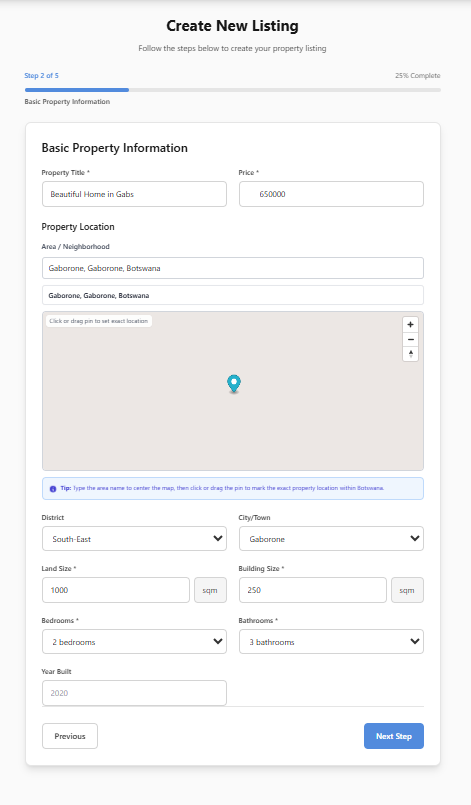 Create New Listing
Follow the steps below to create your property listing
Step 2 of 5 25% Complete
Basic Property Information
Basic Property Information
Property Title * Price *
Beautiful Home in Gabs 650000
Property Location
Area / Neighborhood
Gaborone, Gaborone, Botswana
Gaborone, Gaborone, Botswana
Click or drag pin to set exact location
Tip: Type the area name to center the map, then click or drag the pin to mark the exact property location within Botswana.
District City/Town
South-East Gaborone
Land Size * Building Size *
1000 sqm 250 sqm
Bedrooms * Bathrooms *
2 bedrooms 3 bathrooms
Year Built
2020
Previous Next Step